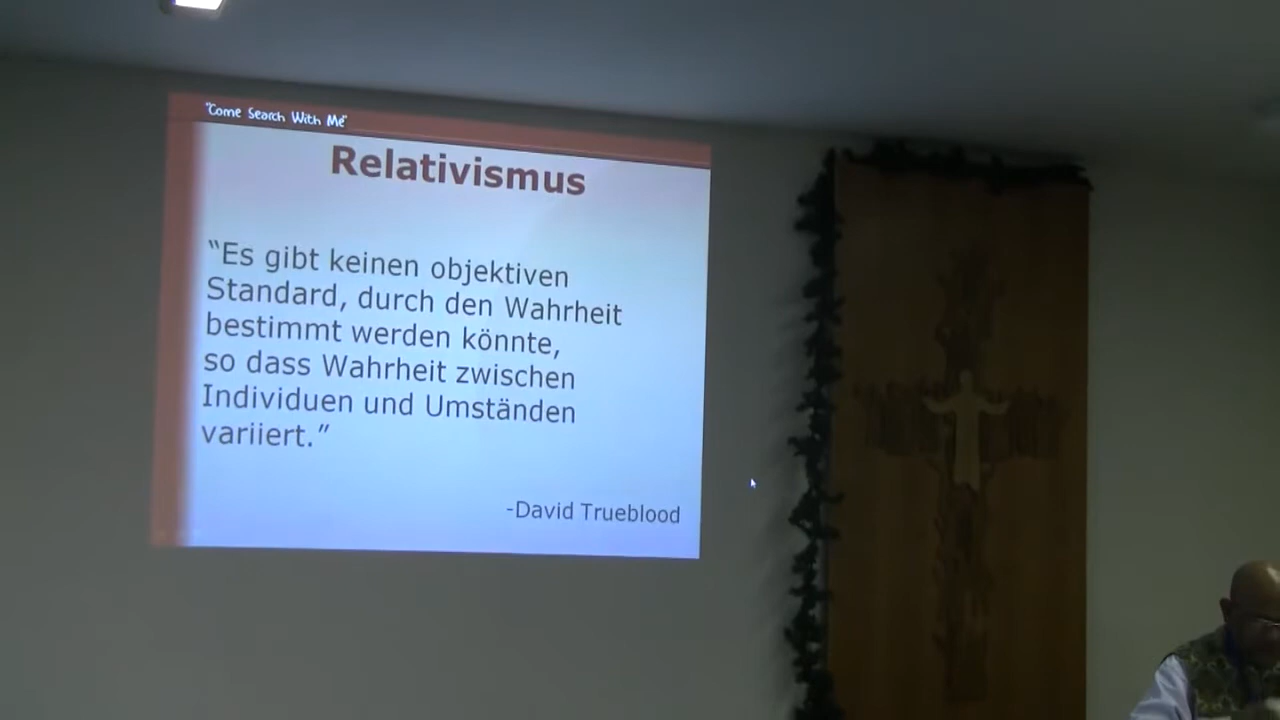 "Come Search With Me"
Relativismus
“Es gibt keinen objektiven
Standard, durch den Wahrheit
bestimmt werden könnte,
so dass Wahrheit zwischen
Individuen und Umständen
variiert.”
-David Trueblood